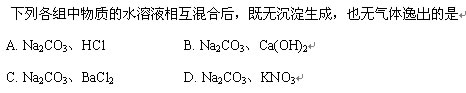 下列各组中物质的水溶液相互混合后，既无沉淀生成，也无气体逸出的是↵
A. Na₂CO₃、HCl B. Na₂CO₃、Ca(OH)₂↵
C. Na₂CO₃、BaCl₂ D. Na₂CO₃、KNO₃↵